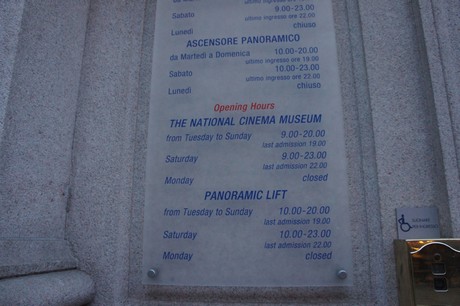 ultimo ingresso ore 22.00
Sabato
Lunedì chiuso
ASCENSORE PANORAMICO
da Martedì a Domenica 10.00-20.00
ultimo ingresso ore 19.00
Sabato 10.00-23.00
ultimo ingresso ore 22.00
Lunedì chiuso
Opening Hours
THE NATIONAL CINEMA MUSEUM
from Tuesday to Sunday 9.00-20.00
last admission 19.00
Saturday 9.00-23.00
last admission 22.00
Monday closed
PANORAMIC LIFT
from Tuesday to Sunday 10.00-20.00
last admission 19.00
Saturday 10.00-23.00
last admission 22.00
Monday closed